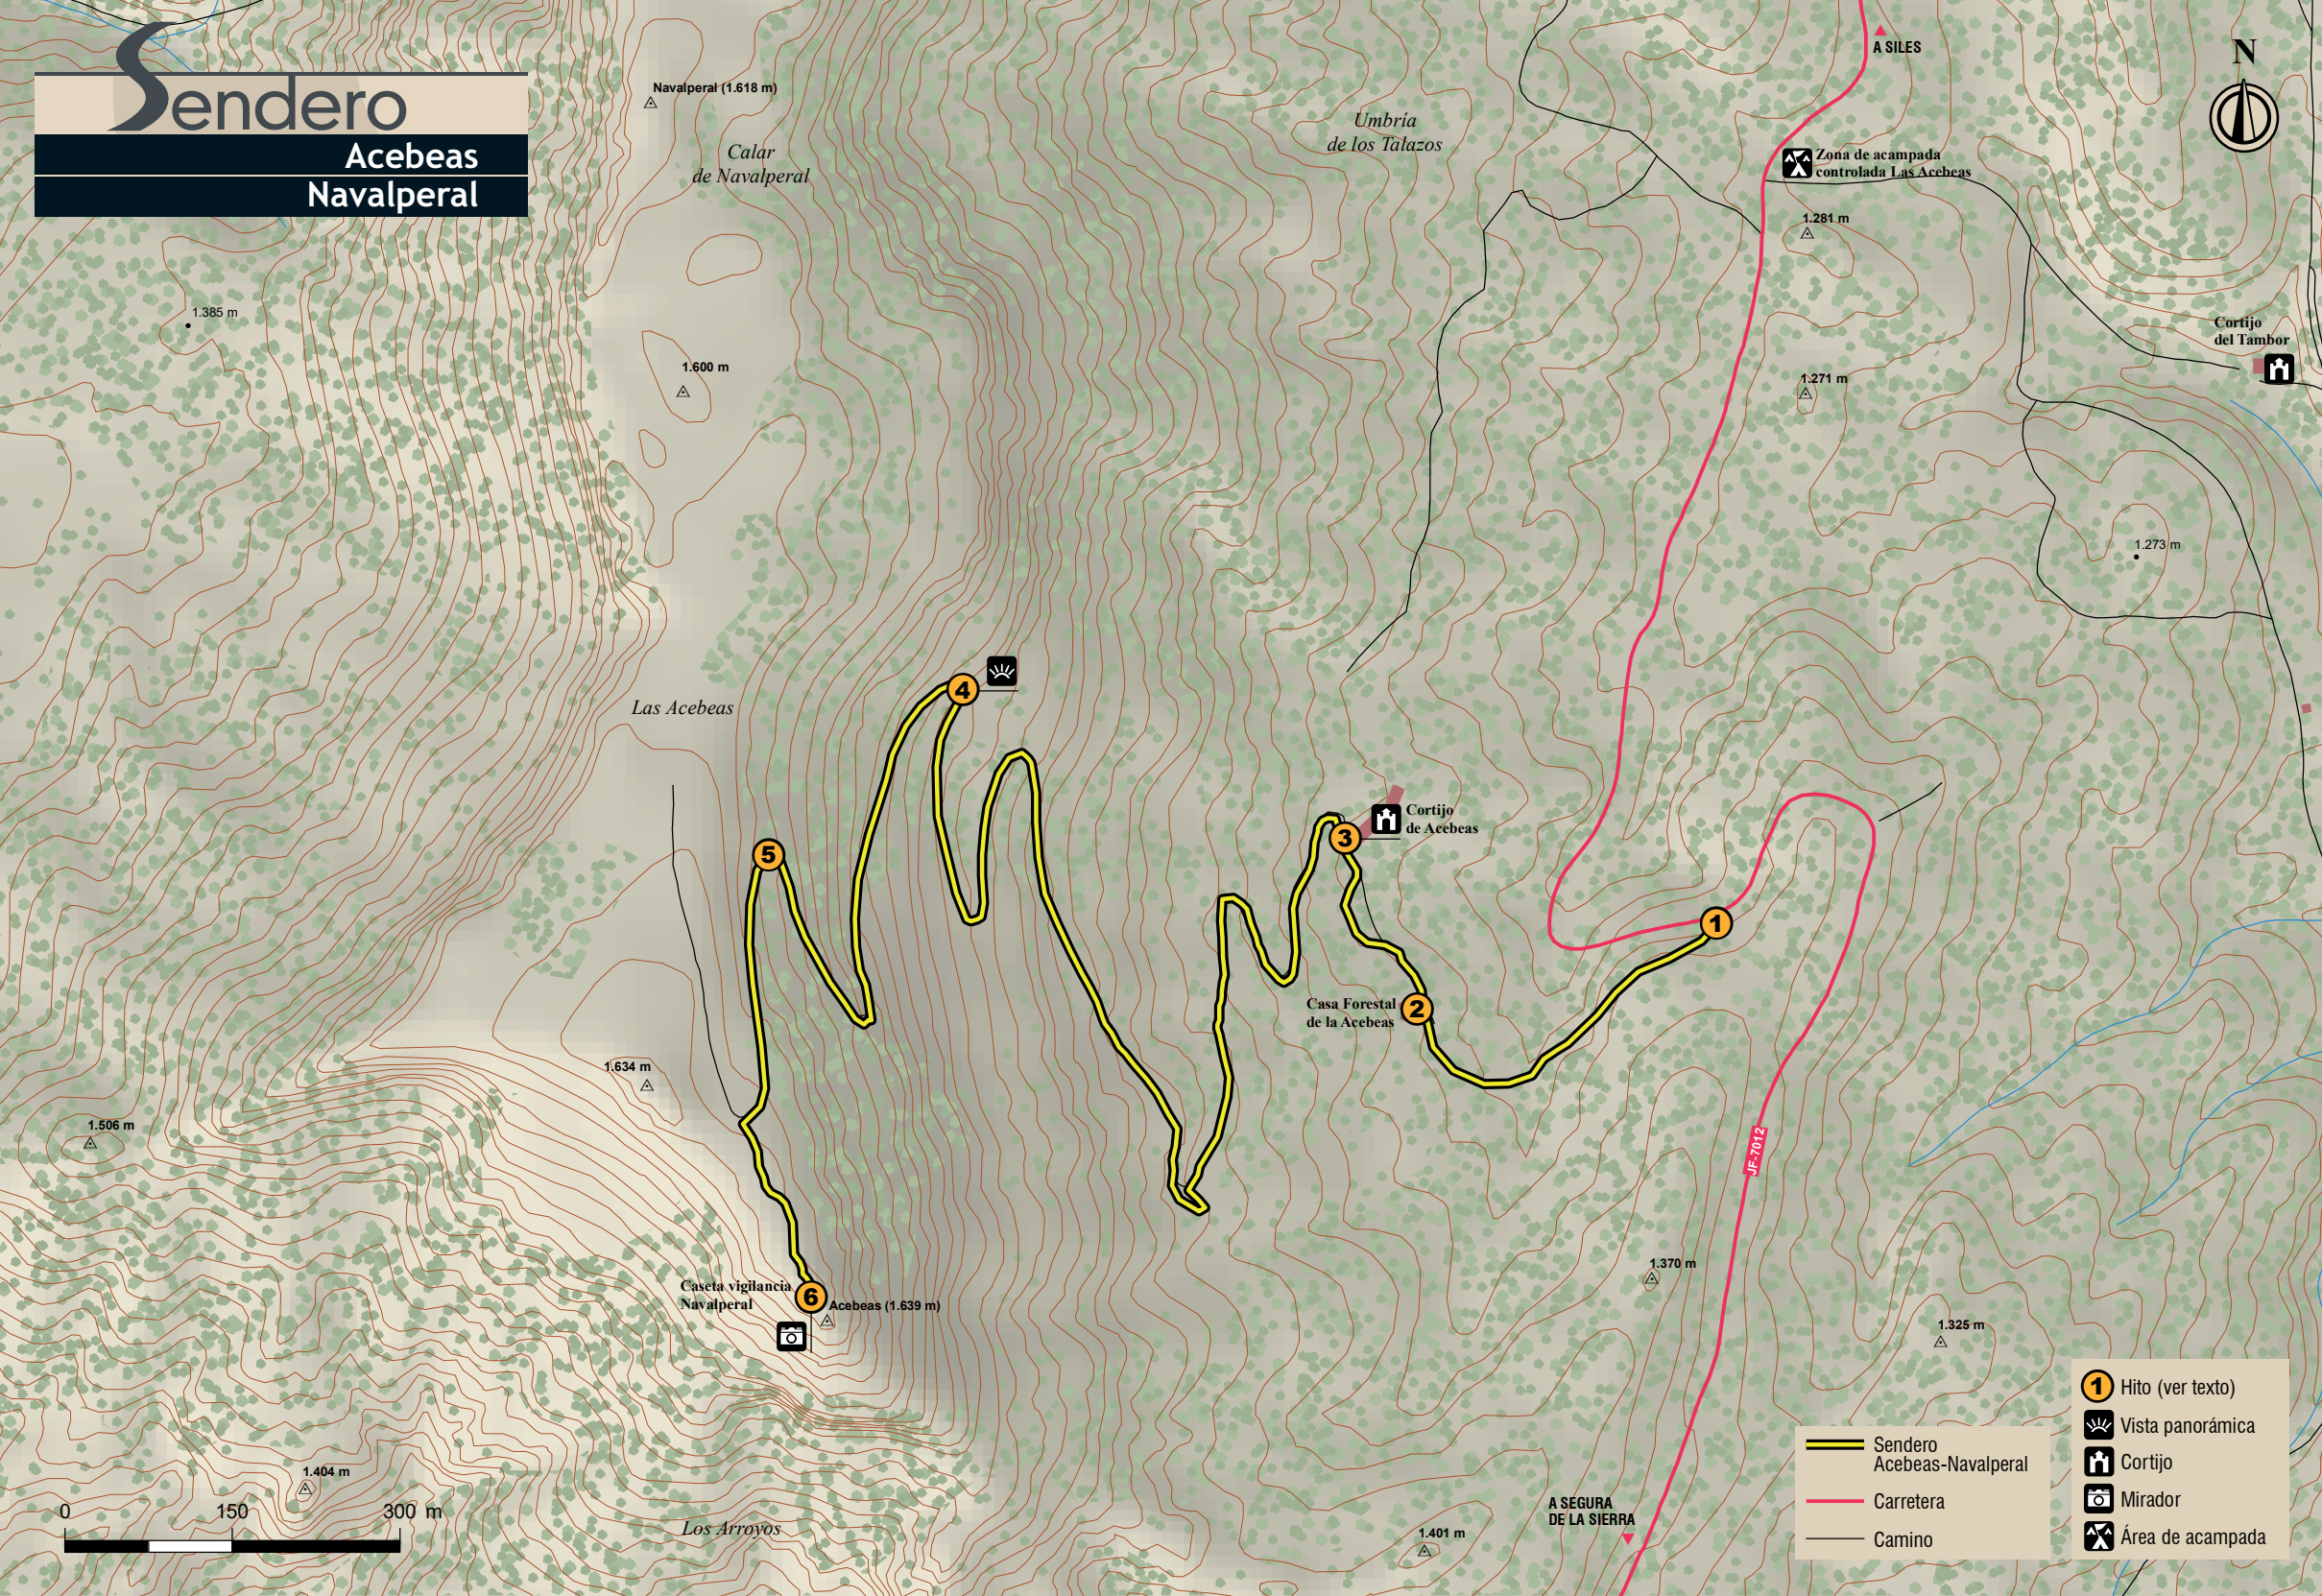 Sendero
Acebeas
Navalperal
Navalperal (1.618 m)
Calar
de Navalperal
Umbría
de los Talazos
A SILES
N
Zona de acampada
controlada Las Acebeas
1.281 m
1.385 m
1.600 m
1.271 m
Cortijo
del Tambor
1.273 m
Las Acebeas
4
5
3
Cortijo
de Acebeas
1
2
Casa Forestal
de la Acebeas
1.634 m
1.506 m
JF-7012
Caseta vigilancia
Navalperal
6
Acebeas (1.639 m)
1.370 m
1.325 m
1.404 m
0 150 300 m
Los Arroyos
1.401 m
A SEGURA
DE LA SIERRA
Sendero
Acebeas-Navalperal
Carretera
Camino
1 Hito (ver texto)
Vista panorámica
Cortijo
Mirador
Área de acampada